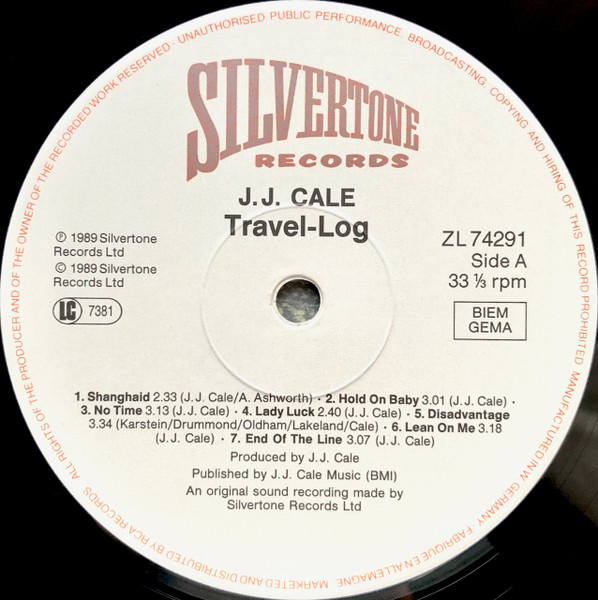 ALL RIGHTS OF THE PRODUCER AND OF THE OWNER OF THE RECORDED WORK RESERVED · UNAUTHORISED PUBLIC PERFORMANCE, BROADCASTING, COPYING AND HIRING OF THIS RECORD PROHIBITED · MANUFACTURED IN W. GERMANY · FABRIQUE EN ALLEMAGNE · MARKETED AND DISTRIBUTED BY RCA RECORDS ·
SILVERTONE
RECORDS
J.J. CALE
Travel-Log
℗ 1989 Silvertone
Records Ltd
© 1989 Silvertone
Records Ltd
LC 7381
ZL 74291
Side A
33 ⅓ rpm
BIEM
GEMA
1. Shanghaid 2.33 (J.J. Cale/A. Ashworth) · 2. Hold On Baby 3.01 (J.J. Cale) ·
3. No Time 3.13 (J.J. Cale) · 4. Lady Luck 2.40 (J.J. Cale) · 5. Disadvantage
3.34 (Karstein/Drummond/Oldham/Lakeland/Cale) · 6. Lean On Me 3.18
(J.J. Cale) · 7. End Of The Line 3.07 (J.J. Cale)
Produced by J.J. Cale
Published by J.J. Cale Music (BMI)
An original sound recording made by
Silvertone Records Ltd